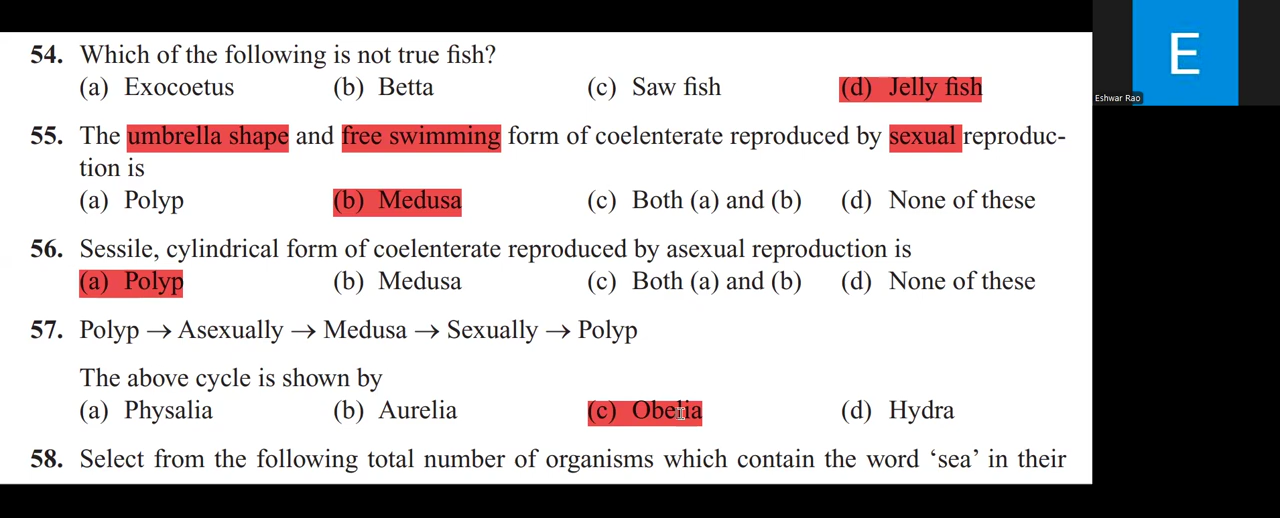 54. Which of the following is not true fish?
(a) Exocoetus (b) Betta (c) Saw fish (d) Jelly fish
55. The umbrella shape and free swimming form of coelenterate reproduced by sexual reproduc-
tion is
(a) Polyp (b) Medusa (c) Both (a) and (b) (d) None of these
56. Sessile, cylindrical form of coelenterate reproduced by asexual reproduction is
(a) Polyp (b) Medusa (c) Both (a) and (b) (d) None of these
57. Polyp → Asexually → Medusa → Sexually → Polyp
The above cycle is shown by
(a) Physalia (b) Aurelia (c) Obelia (d) Hydra
58. Select from the following total number of organisms which contain the word ‘sea’ in their
E
Eshwar Rao